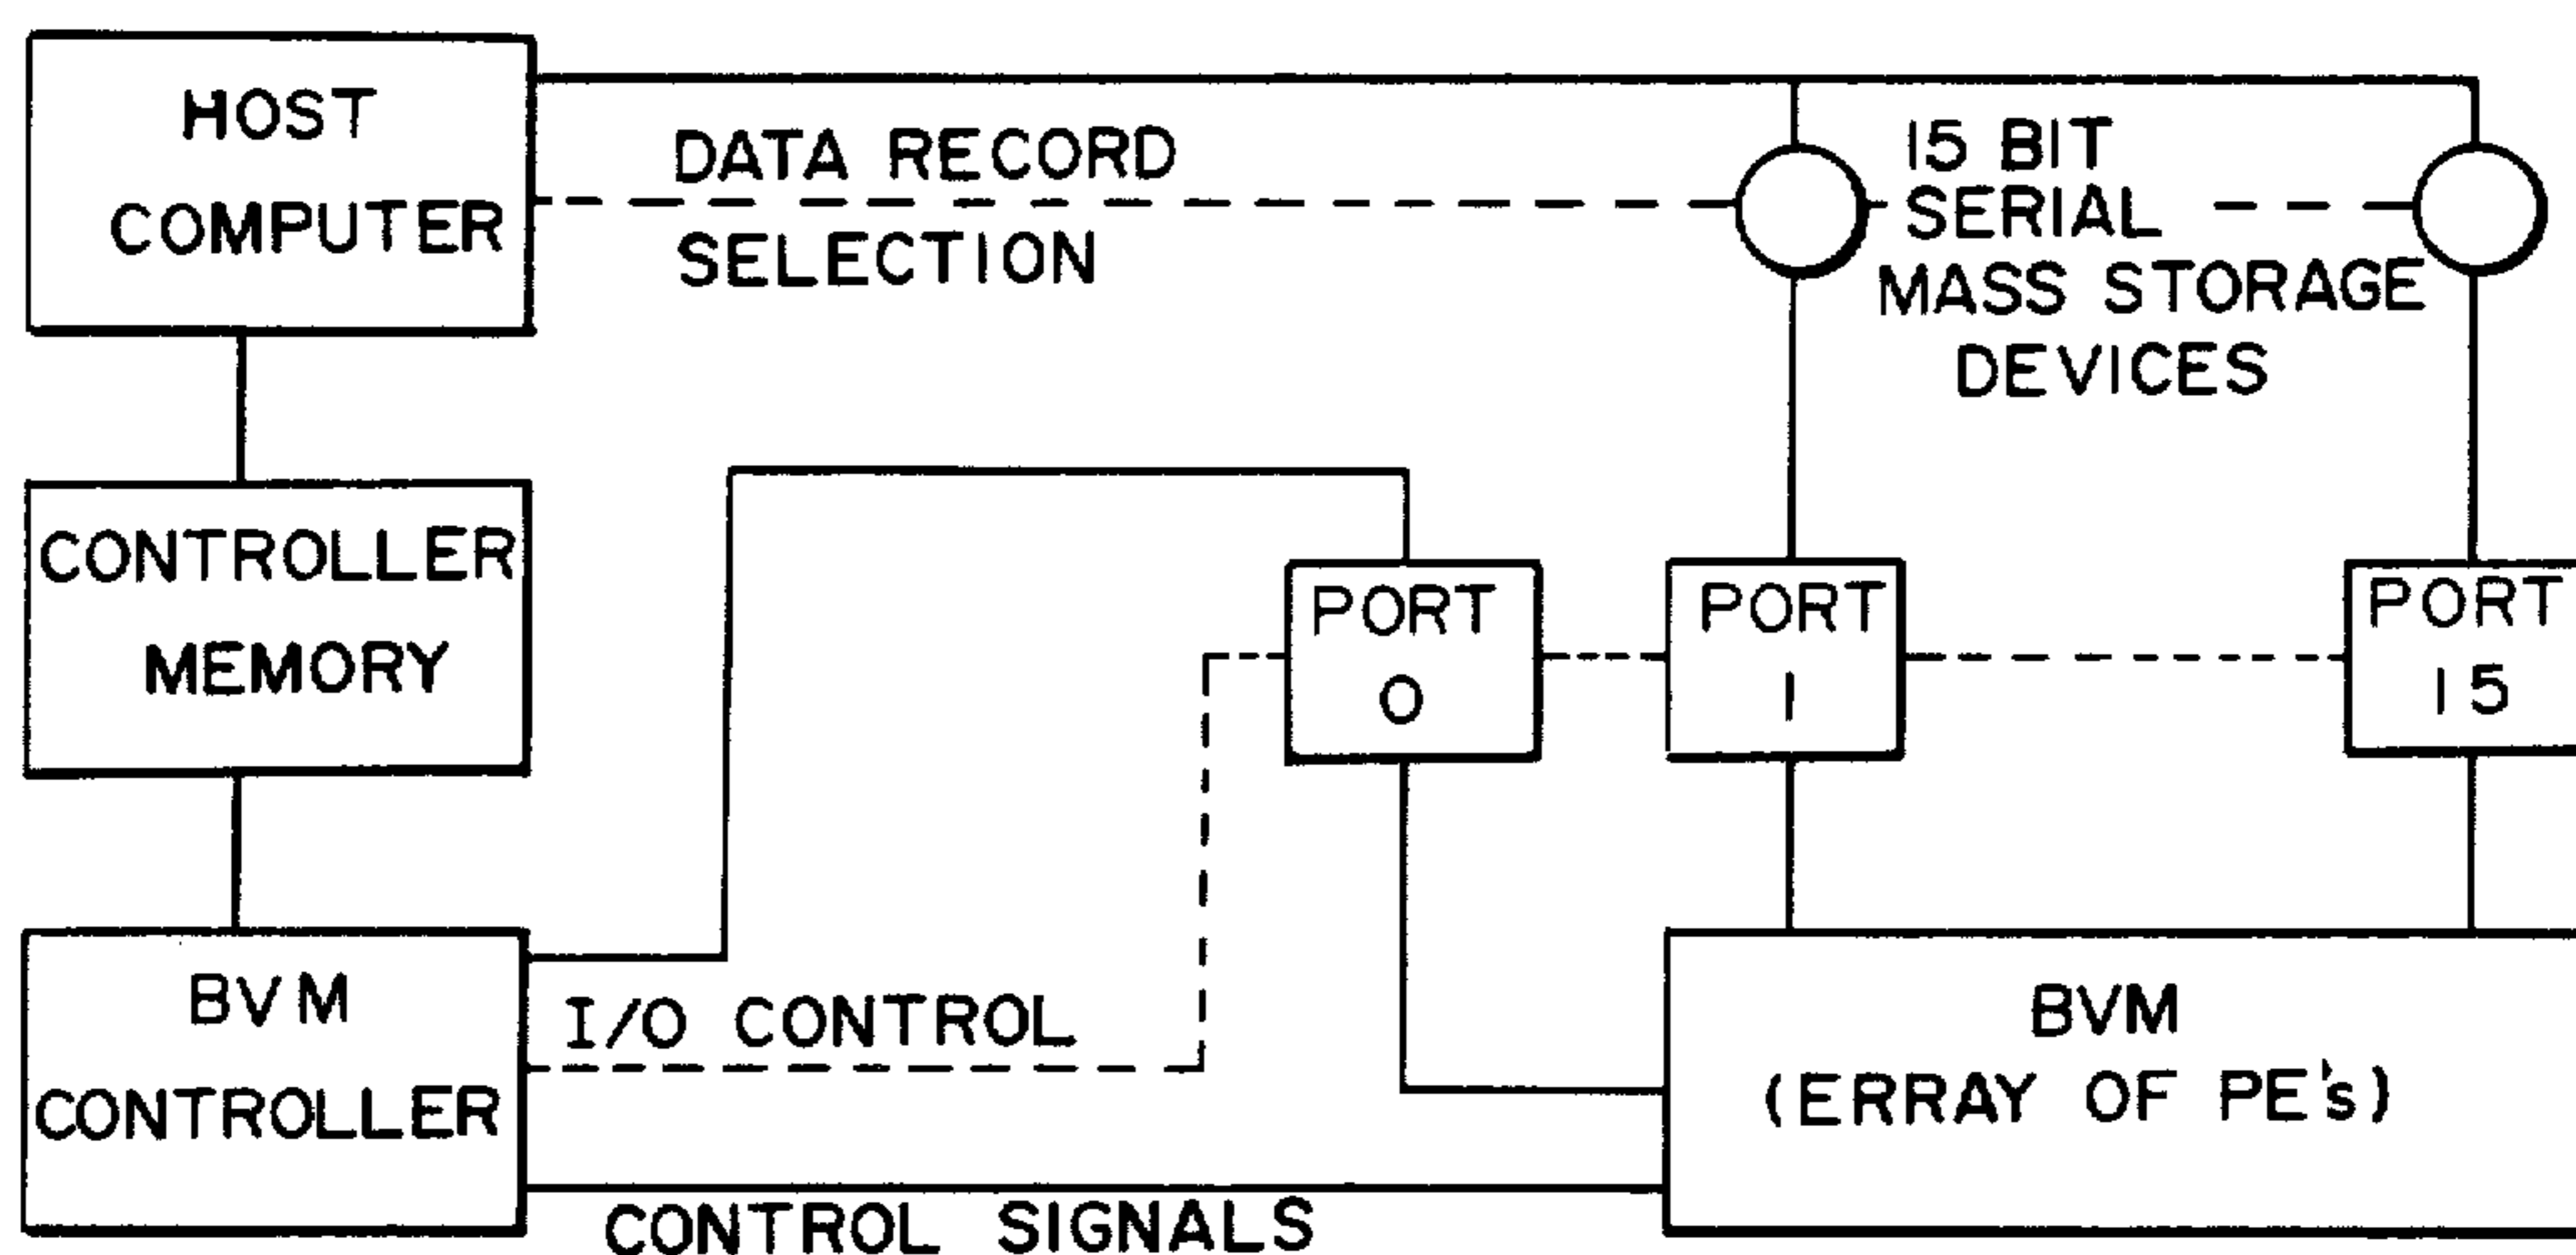 HOST
COMPUTER
DATA RECORD
SELECTION
15 BIT
SERIAL
MASS STORAGE
DEVICES
CONTROLLER
MEMORY
PORT
0
PORT
1
PORT
15
BVM
CONTROLLER
I/O CONTROL
CONTROL SIGNALS
BVM
(ERRAY OF PE's)